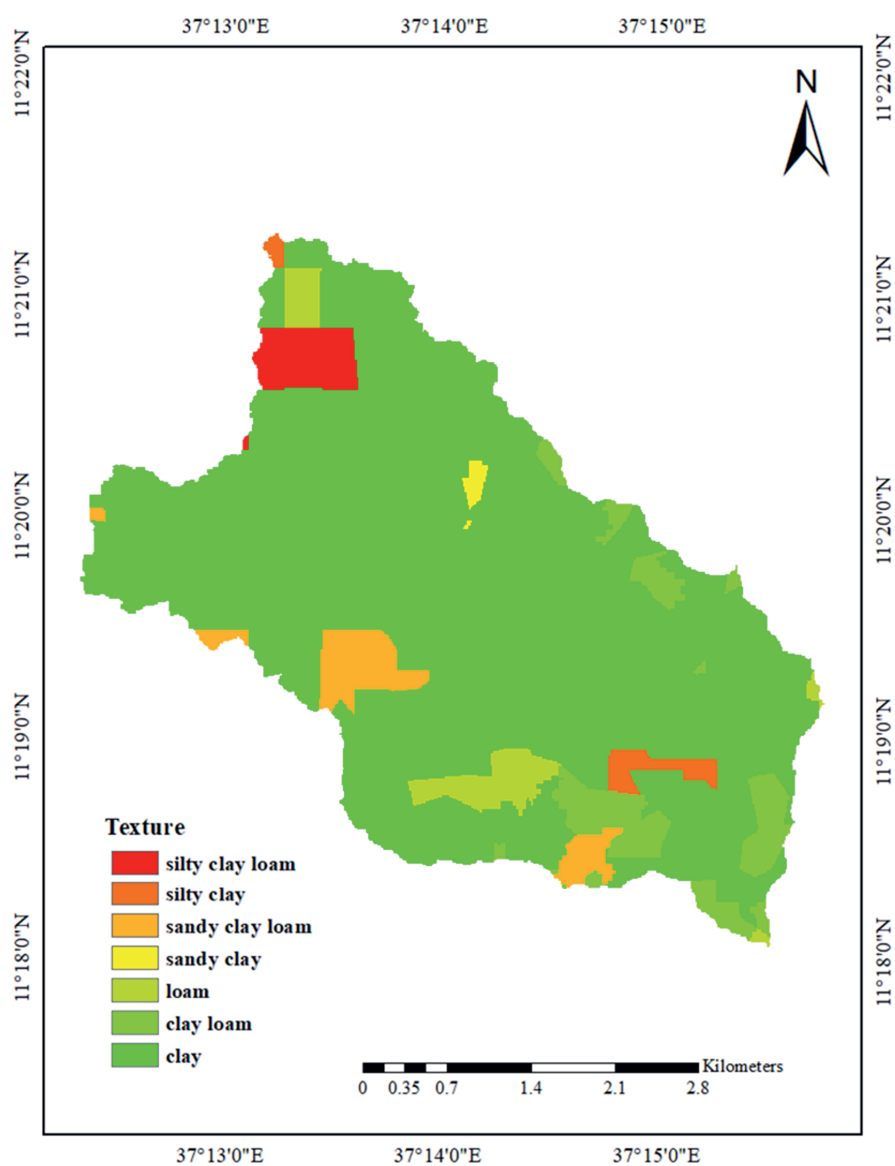 37°13'0"E 37°14'0"E 37°15'0"E
11°22'0"N 11°22'0"N
N
11°21'0"N 11°21'0"N
11°20'0"N 11°20'0"N
11°19'0"N 11°19'0"N
Texture
silty clay loam
silty clay
sandy clay loam
sandy clay
loam
clay loam
clay
11°18'0"N 11°18'0"N
Kilometers
0 0.35 0.7 1.4 2.1 2.8
37°13'0"E 37°14'0"E 37°15'0"E